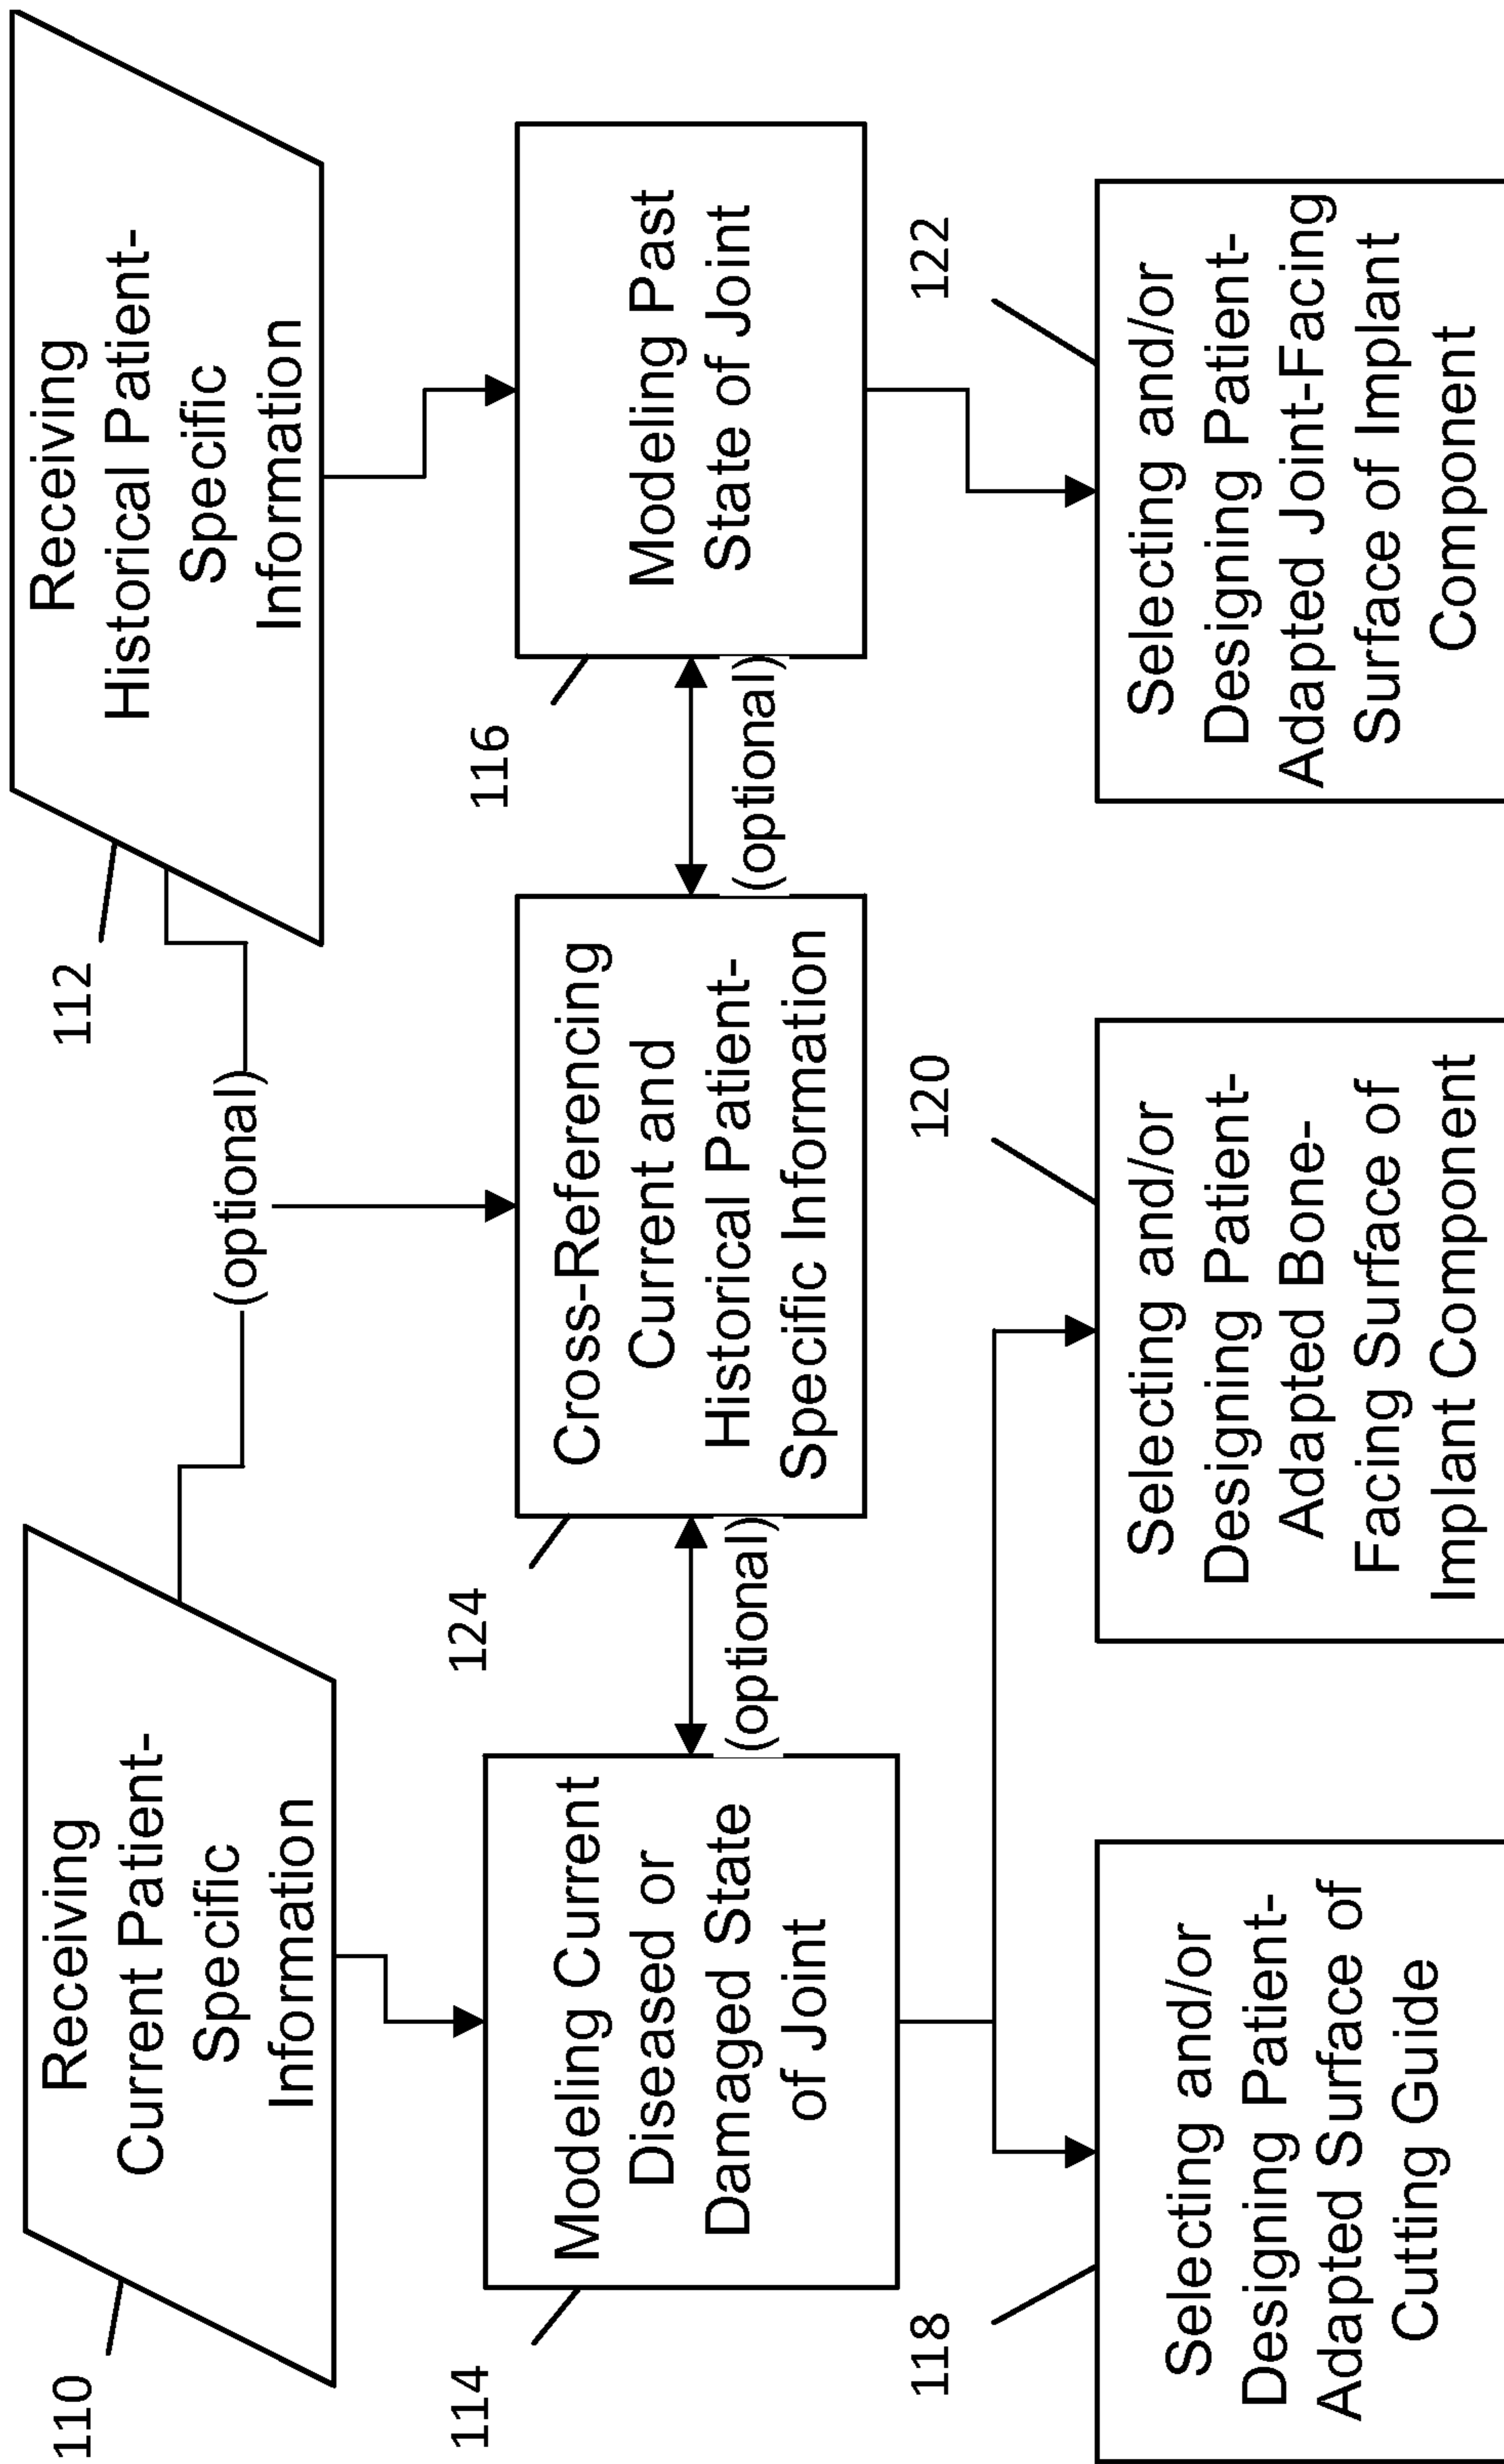 110
Receiving
Current Patient-
Specific
Information
(optional)
112
Receiving
Historical Patient-
Specific
Information
114
Modeling Current
Diseased or
Damaged State
of Joint
(optional)
124
Cross-Referencing
Current and
Historical Patient-
Specific Information
(optional)
116
Modeling Past
State of Joint
118
Selecting and/or
Designing Patient-
Adapted Surface of
Cutting Guide
120
Selecting and/or
Designing Patient-
Adapted Bone-
Facing Surface of
Implant Component
122
Selecting and/or
Designing Patient-
Adapted Joint-Facing
Surface of Implant
Component